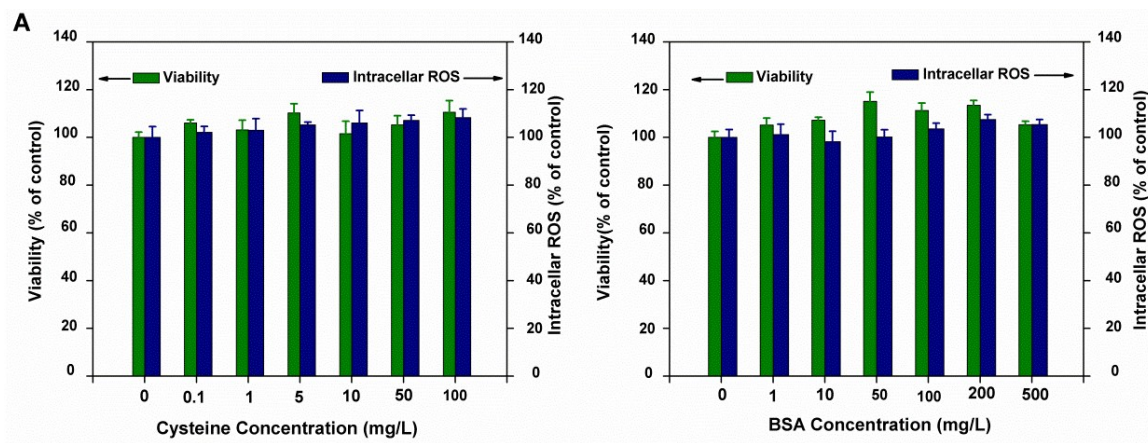 A
140 140
120 120
100 100
80 80
60 60
40 40
20 20
0 0
Viability
Intracellar ROS
Viability (% of control)
Intracellar ROS (% of control)
0 0.1 1 5 10 50 100
Cysteine Concentration (mg/L)
140 140
120 120
100 100
80 80
60 60
40 40
20 20
0 0
Viability
Intracellar ROS
Viability(% of control)
Intracellar ROS (% of control)
0 1 10 50 100 200 500
BSA Concentration (mg/L)